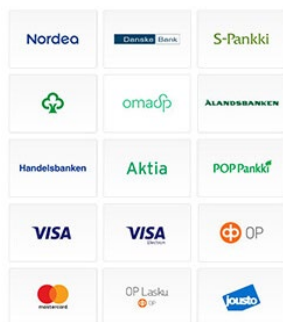 Nordea
Danske Bank
S-Pankki
omasp
ÅLANDSBANKEN
Handelsbanken
Aktia
POP Pankki
VISA
VISA
Electron
OP
mastercard
OP Lasku
OP
jousto